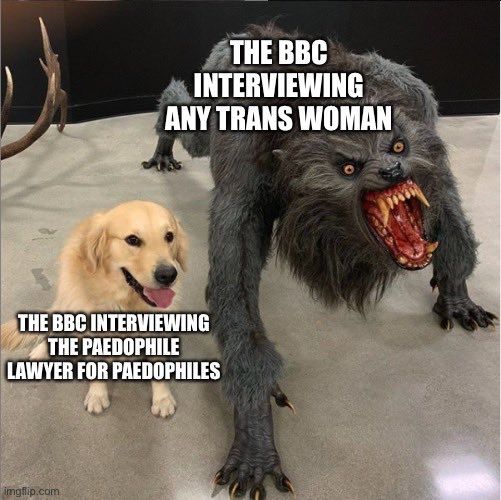 THE BBC
INTERVIEWING
ANY TRANS WOMAN
THE BBC INTERVIEWING
THE PAEDOPHILE
LAWYER FOR PAEDOPHILES
imgflip.com